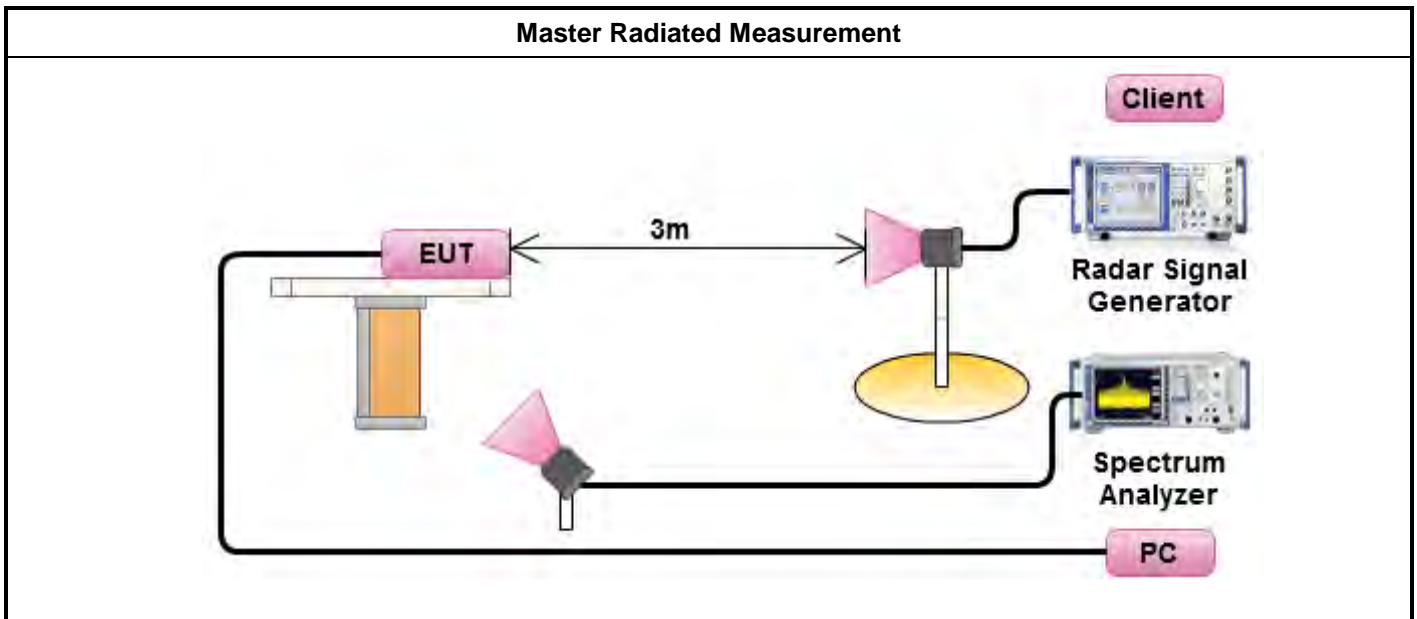 Master Radiated Measurement
Client
3m
EUT
Radar Signal
Generator
Spectrum
Analyzer
PC